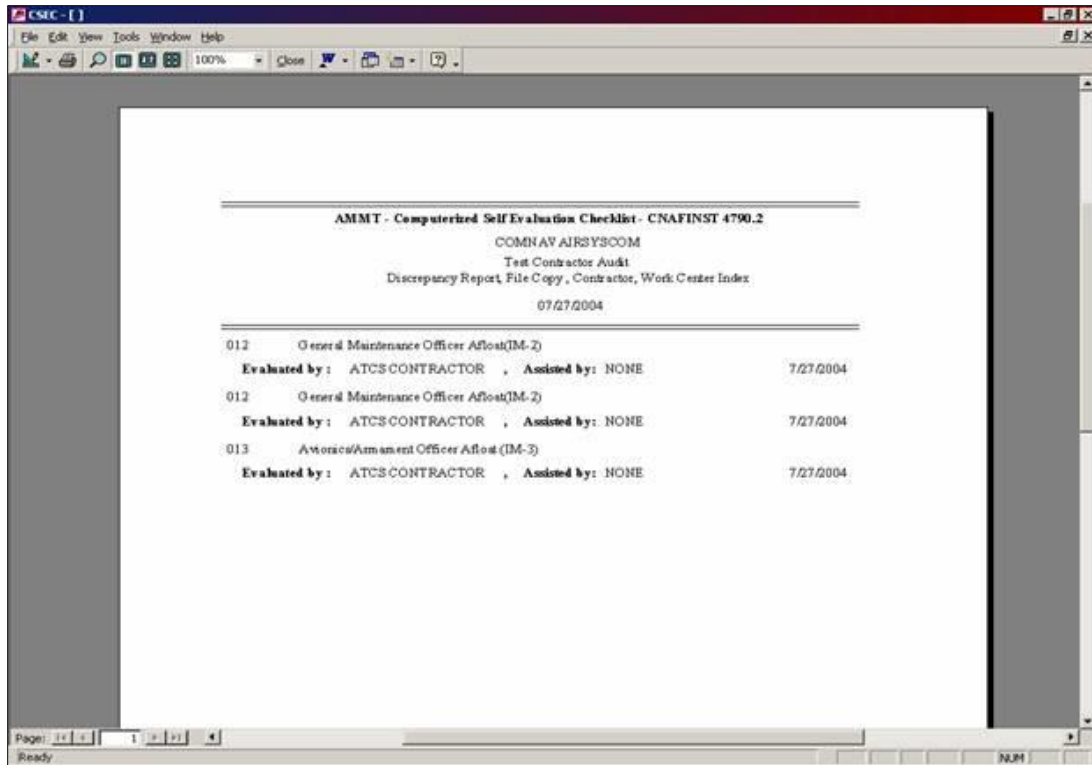 CSEC - [ ]
File Edit View Tools Window Help
100% Close W
AMMT - Computerized Self Evaluation Checklist - CNAFINST 4790.2
COMNAVAIRSYSCOM
Test Contractor Audit
Discrepancy Report, File Copy , Contractor, Work Center Index
07/27/2004
012 General Maintenance Officer Afloat(IM-2)
Evaluated by : ATCS CONTRACTOR , Assisted by: NONE 7/27/2004
012 General Maintenance Officer Afloat(IM-2)
Evaluated by : ATCS CONTRACTOR , Assisted by: NONE 7/27/2004
013 Avionics/Armament Officer Afloat (IM-3)
Evaluated by : ATCS CONTRACTOR , Assisted by: NONE 7/27/2004
Page: 1
Ready NUM